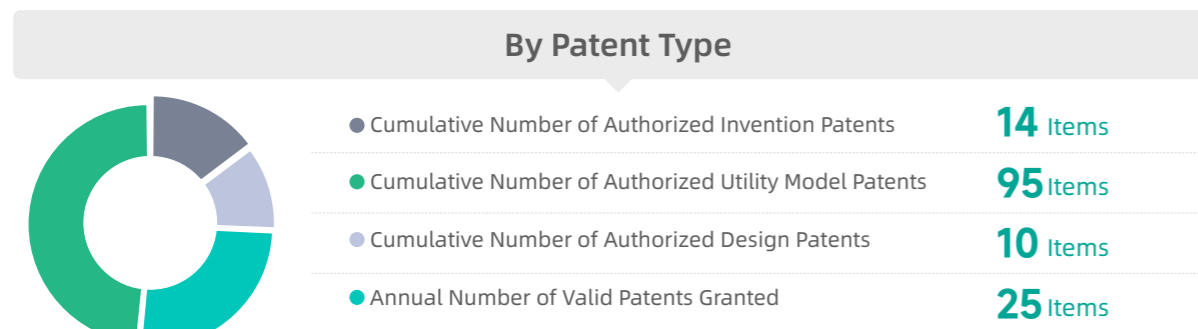 By Patent Type
Cumulative Number of Authorized Invention Patents 14 Items
Cumulative Number of Authorized Utility Model Patents 95 Items
Cumulative Number of Authorized Design Patents 10 Items
Annual Number of Valid Patents Granted 25 Items